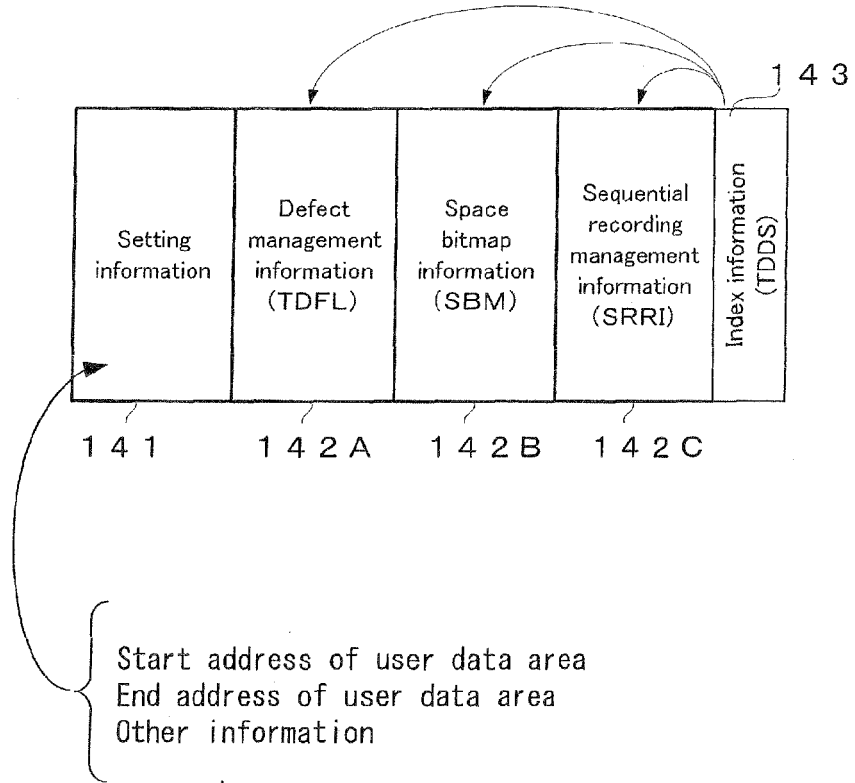 143
Setting
information
Defect
management
information
(TDFL)
Space
bitmap
information
(SBM)
Sequential
recording
management
information
(SRRI)
Index information
(TDDS)
141
142A
142B
142C
Start address of user data area
End address of user data area
Other information